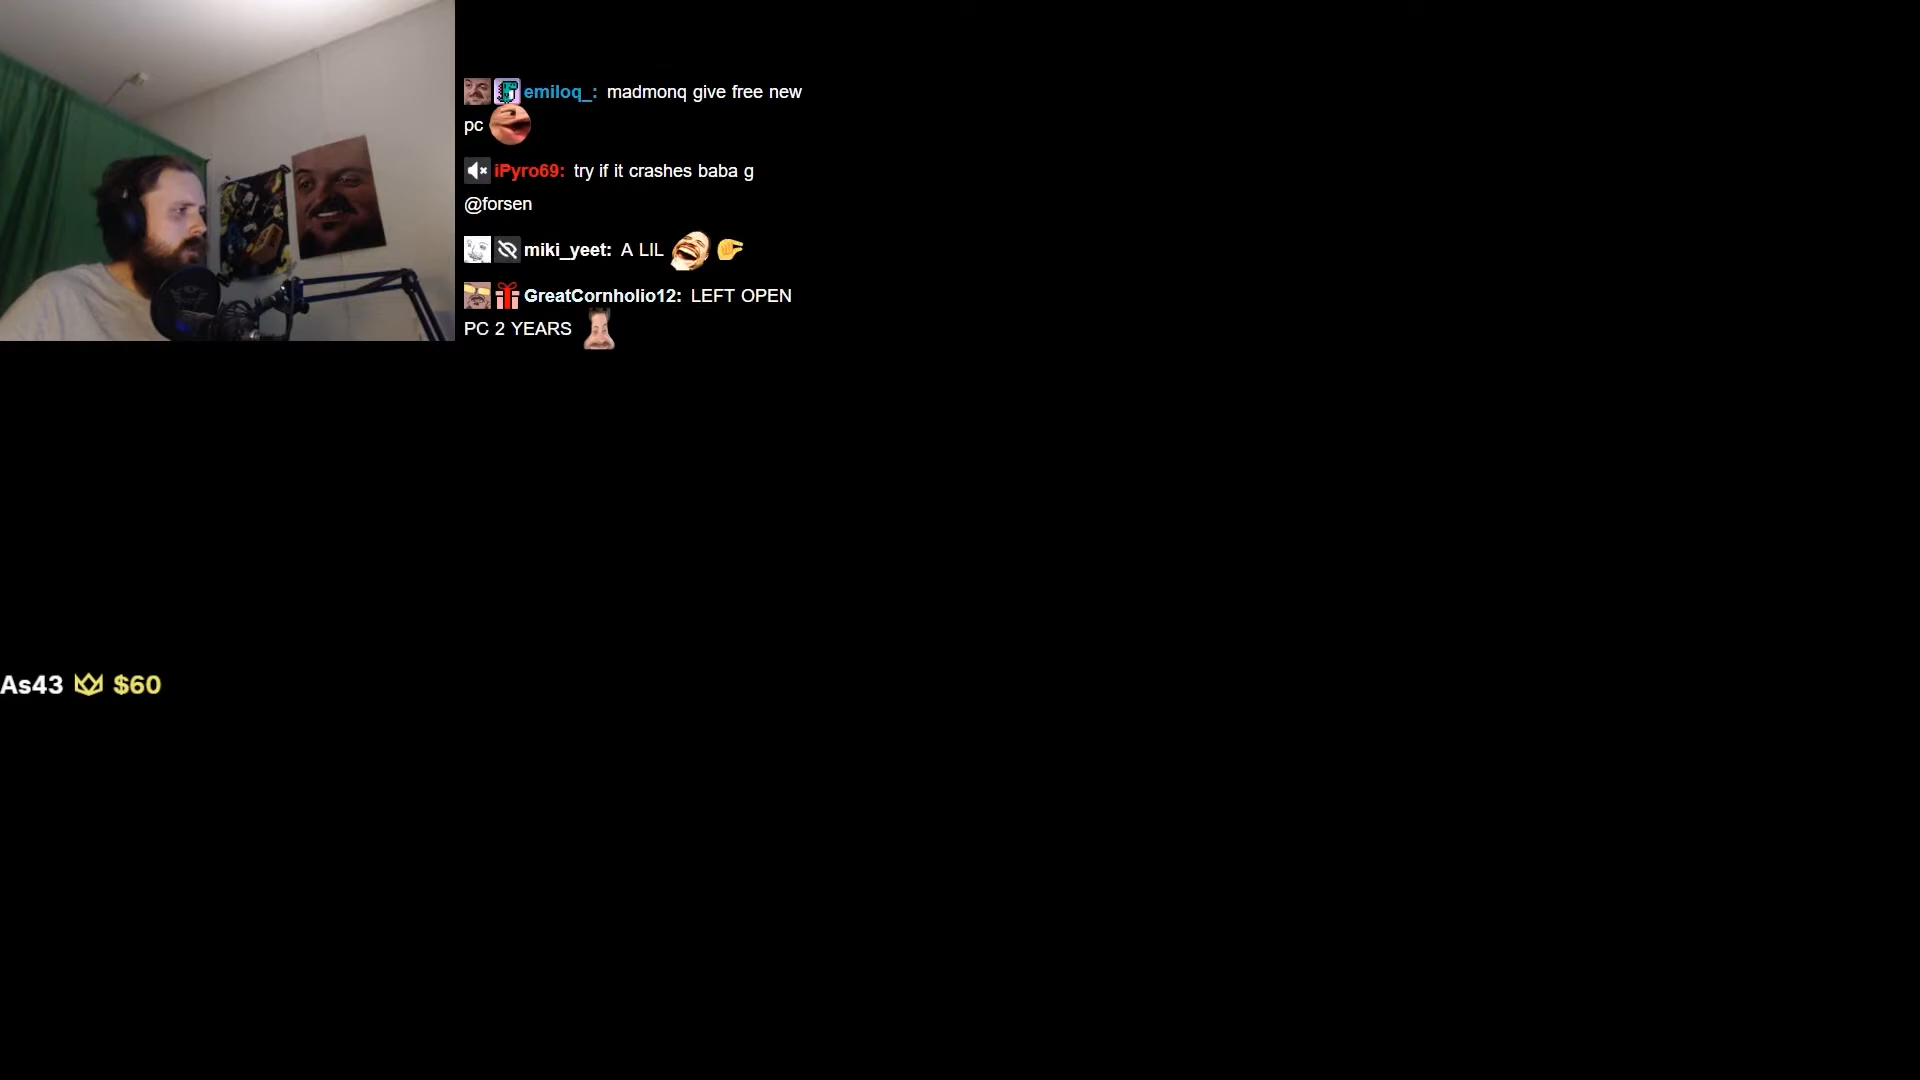 emiloq_: madmonq give free new
pc
iPyro69: try if it crashes baba g
@forsen
miki_yeet: A LIL
GreatCornholio12: LEFT OPEN
PC 2 YEARS
As43 $60